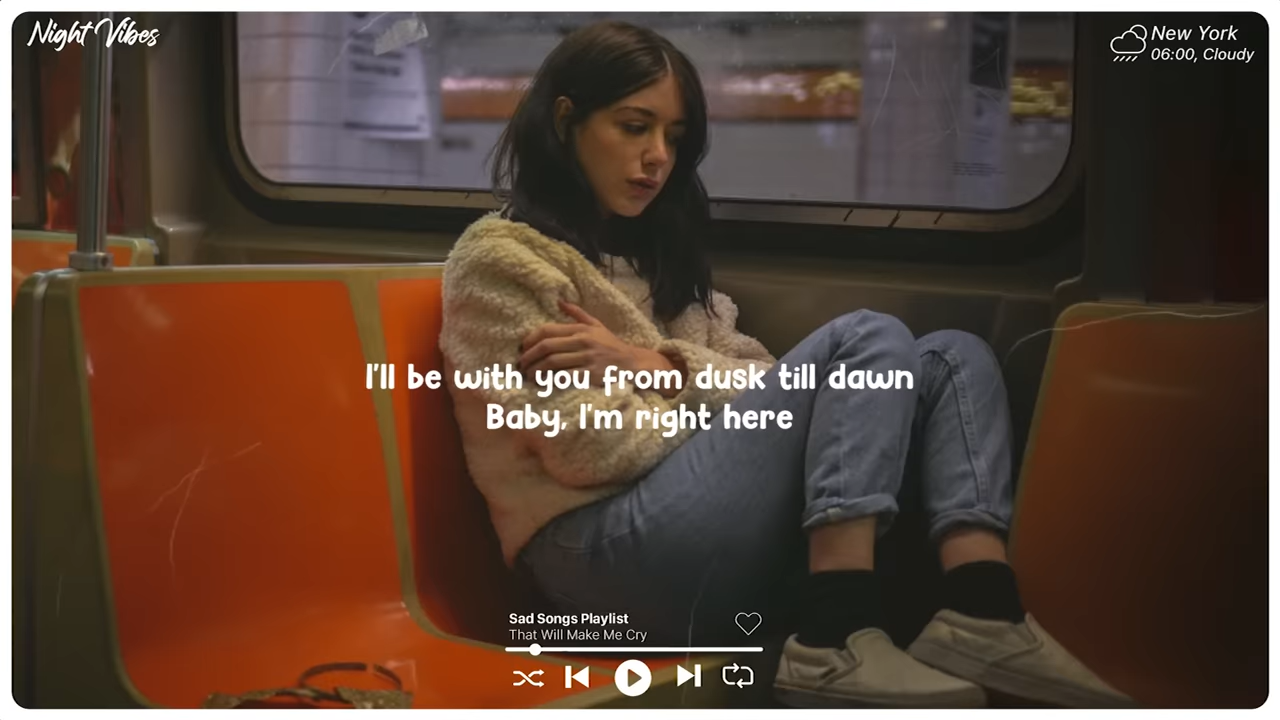 Night Vibes
New York
06:00, Cloudy
I'll be with you from dusk till dawn
Baby, I'm right here
Sad Songs Playlist
That Will Make Me Cry